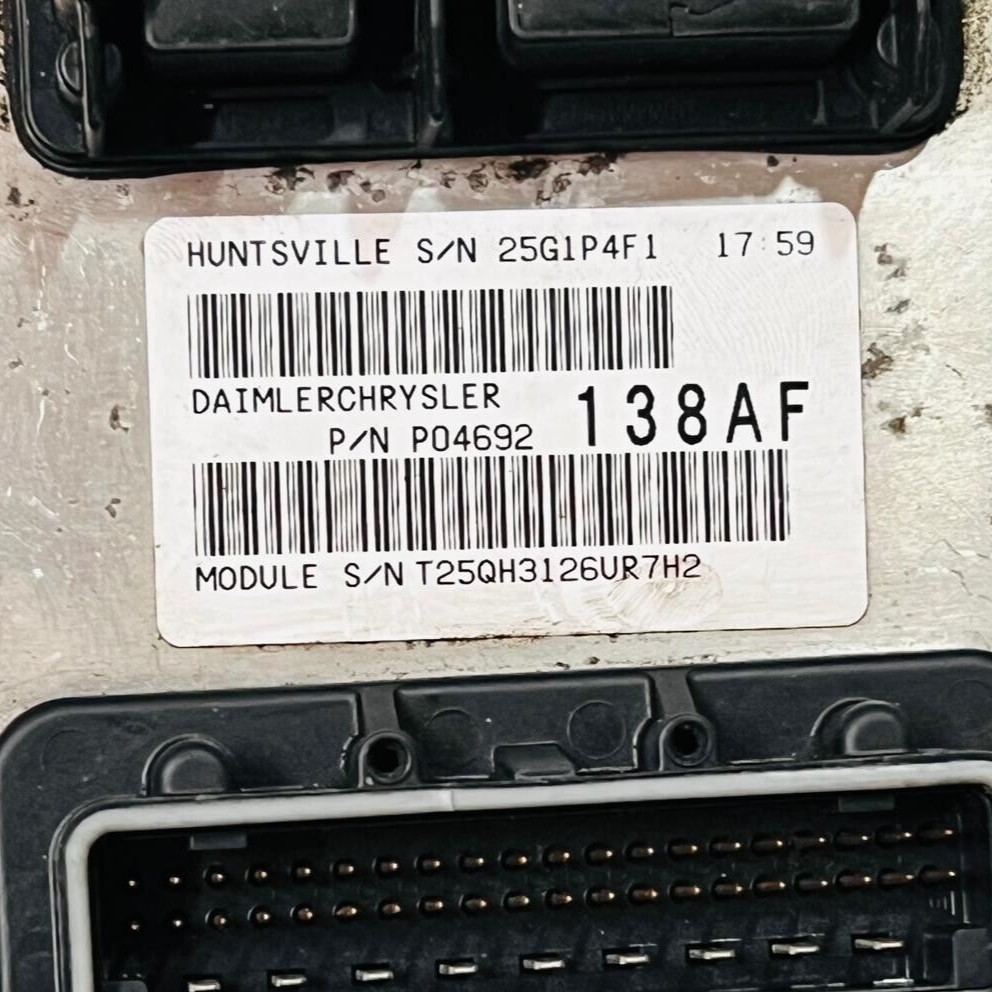 HUNTSVILLE S/N 25G1P4F1 17:59
DAIMLERCHRYSLER
P/N P04692 138AF
MODULE S/N T25QH3126UR7H2